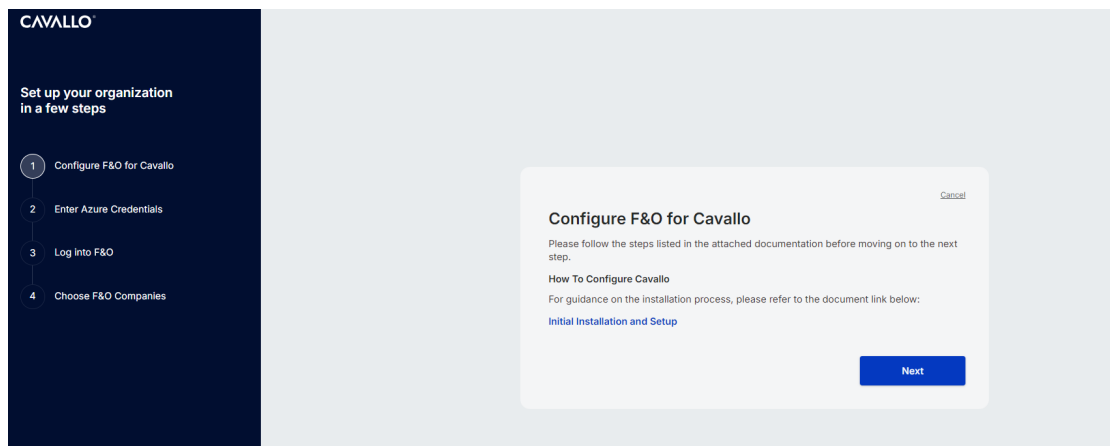 CAVALLO
Set up your organization
in a few steps
1 Configure F&O for Cavallo
2 Enter Azure Credentials
3 Log into F&O
4 Choose F&O Companies
Cancel
Configure F&O for Cavallo
Please follow the steps listed in the attached documentation before moving on to the next
step.
How To Configure Cavallo
For guidance on the installation process, please refer to the document link below:
Initial Installation and Setup
Next